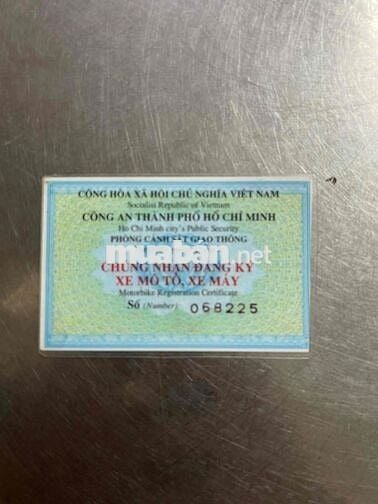 CỘNG HÒA XÃ HỘI CHỦ NGHĨA VIỆT NAM
Socialist Republic of Vietnam
CÔNG AN THÀNH PHỐ HỒ CHÍ MINH
Ho Chi Minh city's Public Security
PHÒNG CẢNH SÁT GIAO THÔNG
muaban.net
CHỨNG NHẬN ĐĂNG KÝ
XE MÔ TÔ, XE MÁY
Motorbike Registration Certificate
Số (Number) 068225